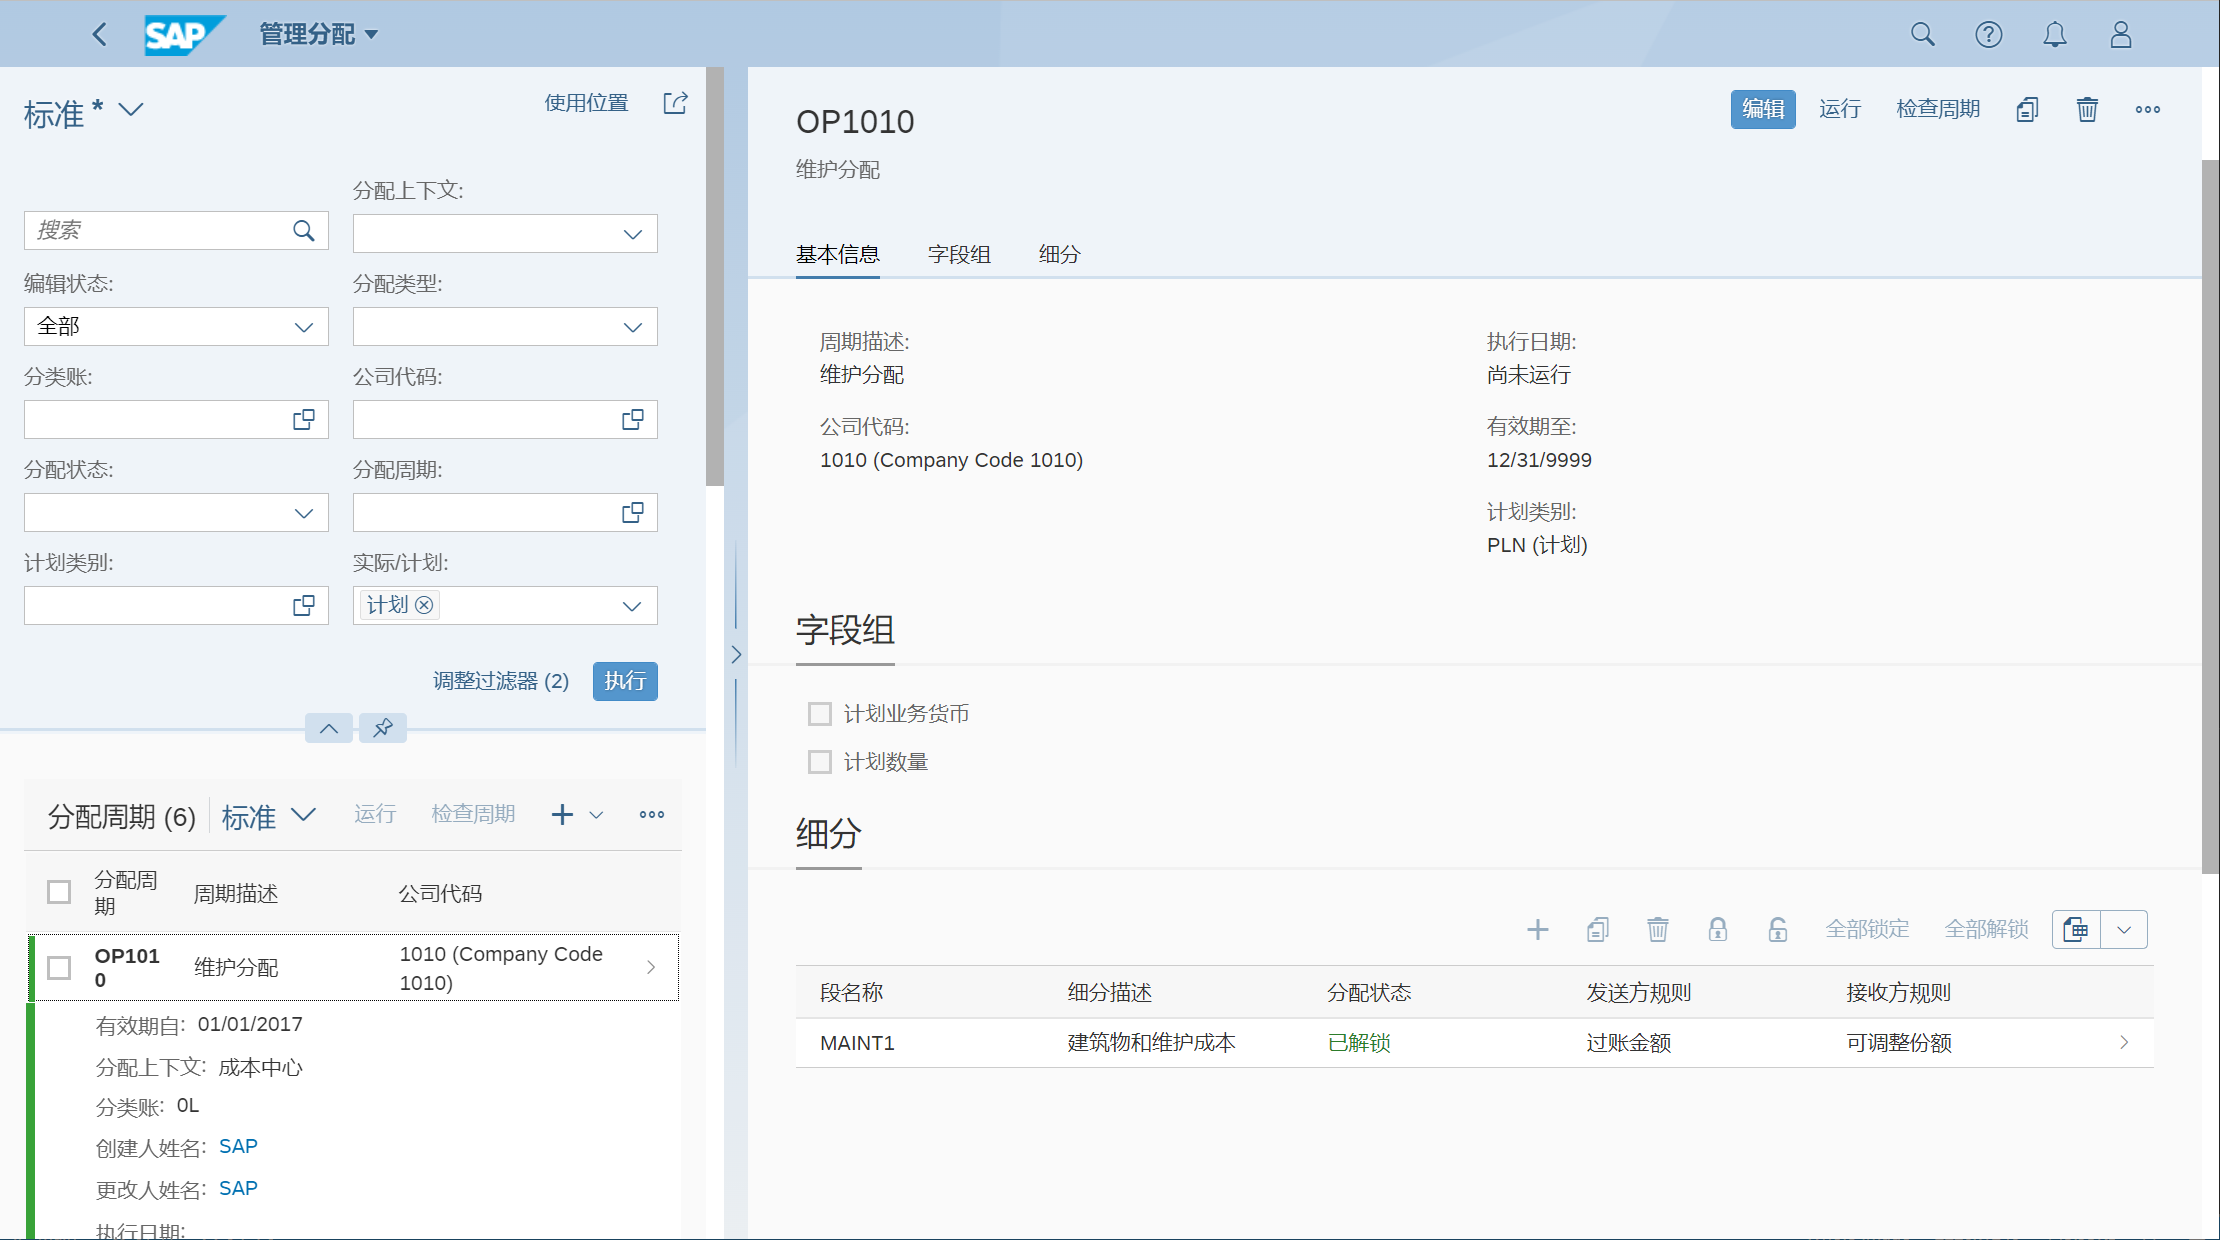 SAP 管理分配
标准 *
使用位置
搜索
分配上下文:
编辑状态:
全部
分配类型:
分类账:
公司代码:
分配状态:
分配周期:
计划类别:
实际/计划:
计划
调整过滤器 (2)
执行
分配周期 (6) 标准 运行 检查周期
分配周
期
周期描述
公司代码
OP101
0
维护分配
1010 (Company Code
1010)
有效期自: 01/01/2017
分配上下文: 成本中心
分类账: 0L
创建人姓名: SAP
更改人姓名: SAP
执行日期:
OP1010
编辑 运行 检查周期
维护分配
基本信息 字段组 细分
周期描述:
维护分配
公司代码:
1010 (Company Code 1010)
执行日期:
尚未运行
有效期至:
12/31/9999
计划类别:
PLN (计划)
字段组
计划业务货币
计划数量
细分
全部锁定 全部解锁
段名称 细分描述 分配状态 发送方规则 接收方规则
MAINT1 建筑物和维护成本 已解锁 过账金额 可调整份额